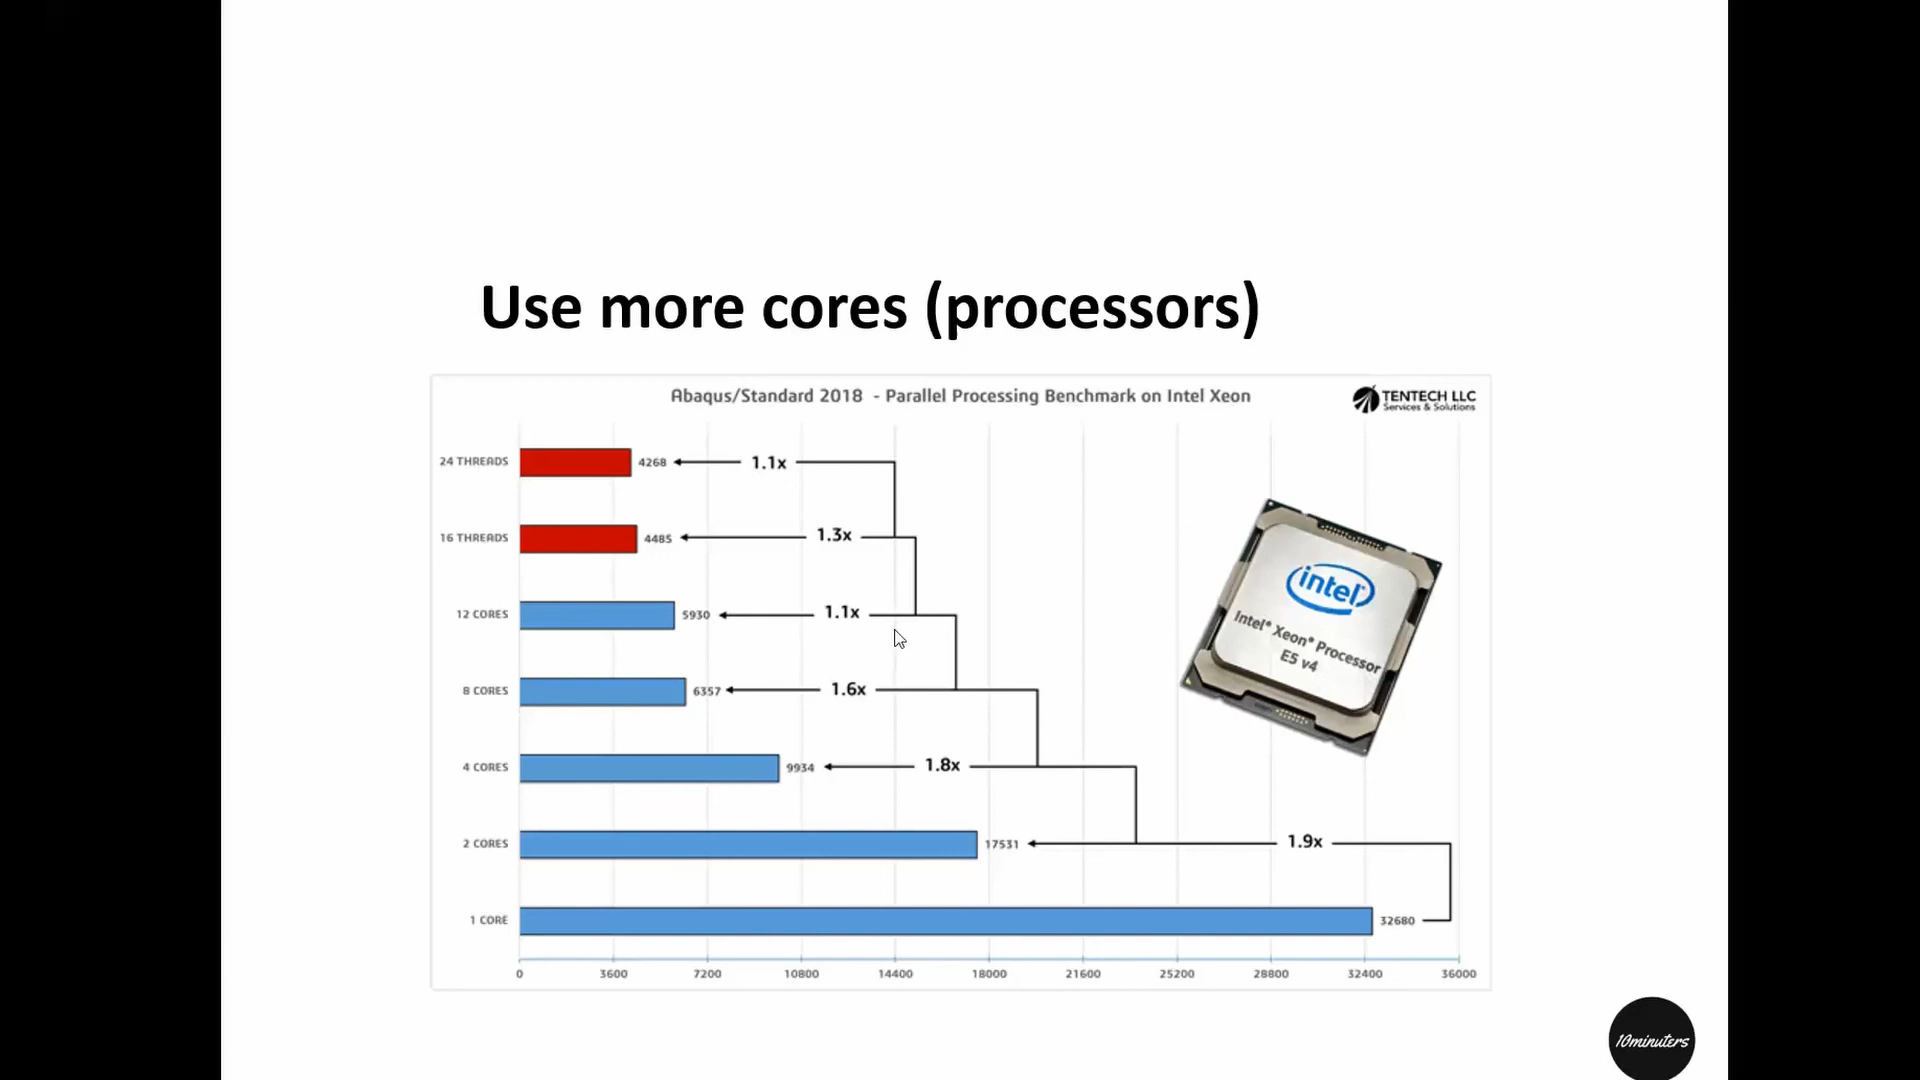 Use more cores (processors)
Abaqus/Standard 2018 - Parallel Processing Benchmark on Intel Xeon
TENTECH LLC
Services & Solutions
24 THREADS 4268 1.1x
16 THREADS 4485 1.3x
12 CORES 5930 1.1x
8 CORES 6357 1.6x
4 CORES 9934 1.8x
2 CORES 17531 1.9x
1 CORE 32680
0 3600 7200 10800 14400 18000 21600 25200 28800 32400 36000
intel
Intel® Xeon® Processor
E5 v4
10minuters